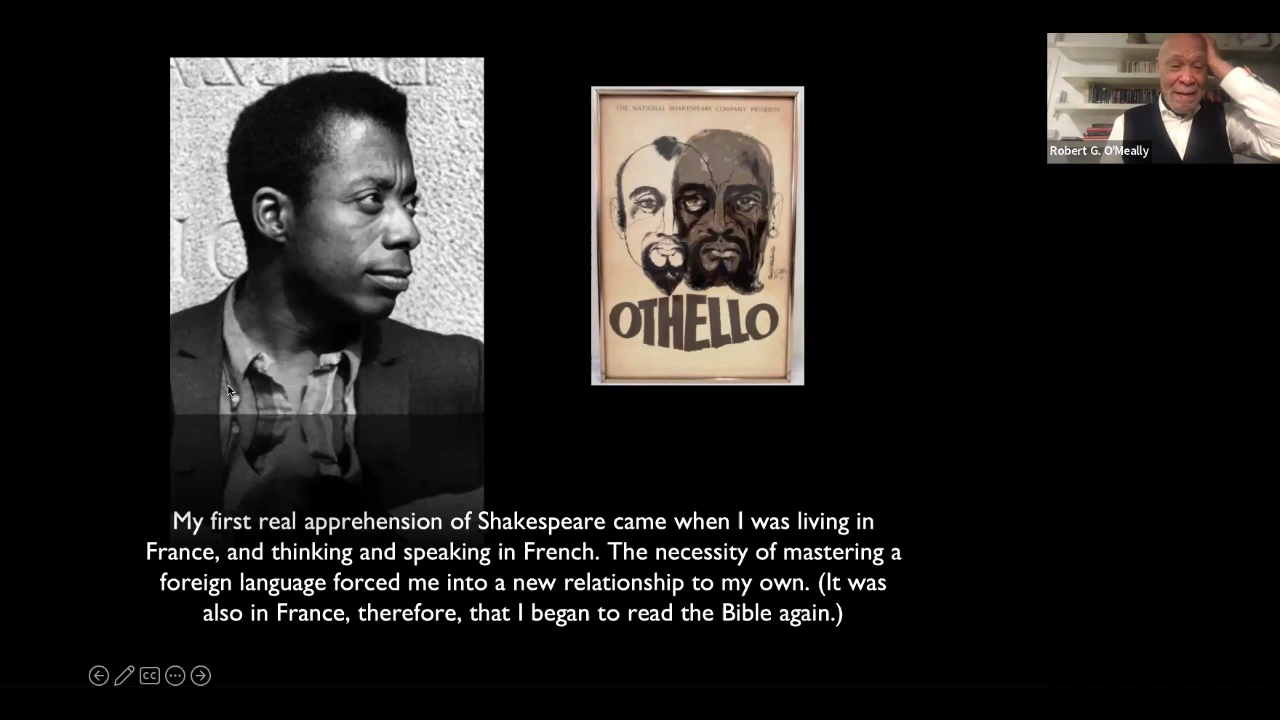 THE NATIONAL SHAKESPEARE COMPANY PRESENTS
OTHELLO
Robert G. O'Meally
My first real apprehension of Shakespeare came when I was living in
France, and thinking and speaking in French. The necessity of mastering a
foreign language forced me into a new relationship to my own. (It was
also in France, therefore, that I began to read the Bible again.)
CC